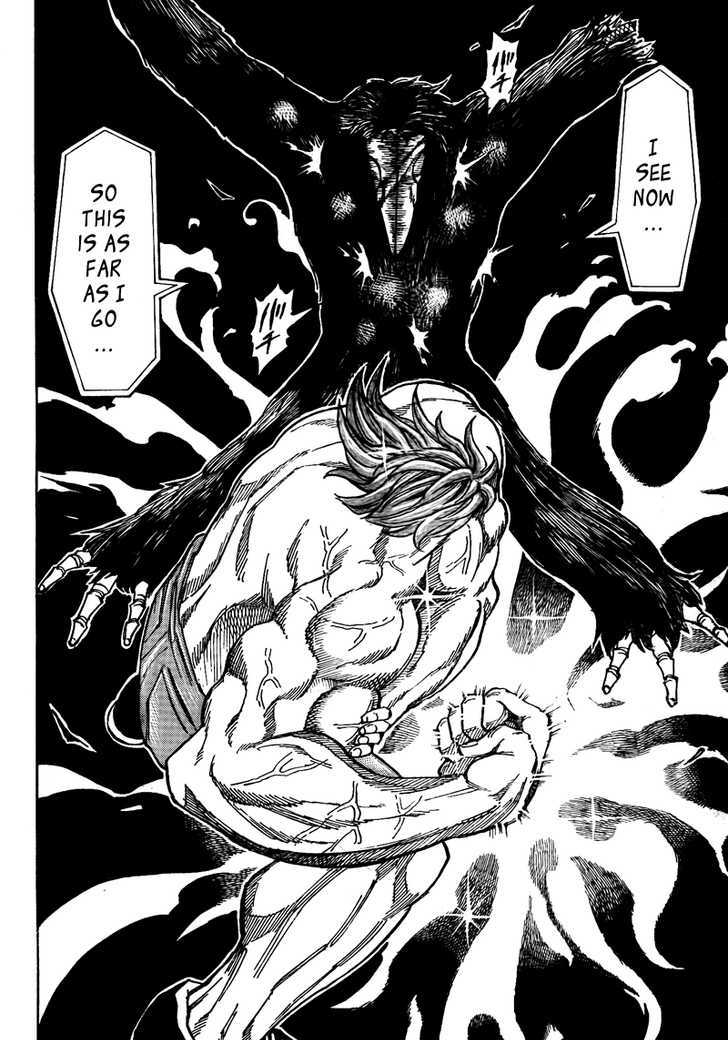 I
SEE
NOW
...
バチ
SO
THIS
IS AS
FAR
AS I
GO
...
バチ